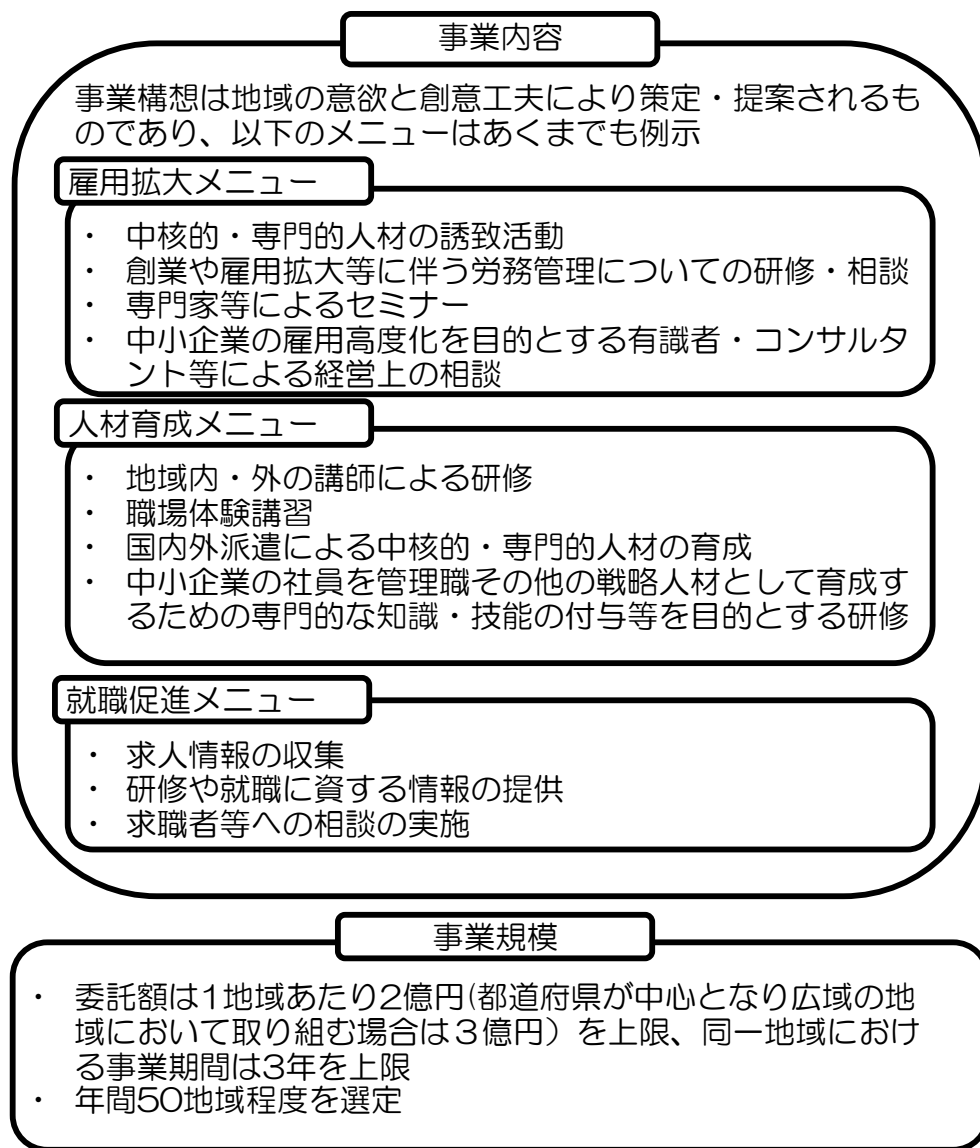 事業内容
事業構想は地域の意欲と創意工夫により策定・提案されるも
のであり、以下のメニューはあくまでも例示
雇用拡大メニュー
・ 中核的・専門的人材の誘致活動
・ 創業や雇用拡大等に伴う労務管理についての研修・相談
・ 専門家等によるセミナー
・ 中小企業の雇用高度化を目的とする有識者・コンサルタ
ント等による経営上の相談
人材育成メニュー
・ 地域内・外の講師による研修
・ 職場体験講習
・ 国内外派遣による中核的・専門的人材の育成
・ 中小企業の社員を管理職その他の戦略人材として育成す
るための専門的な知識・技能の付与等を目的とする研修
就職促進メニュー
・ 求人情報の収集
・ 研修や就職に資する情報の提供
・ 求職者等への相談の実施
事業規模
・ 委託額は1地域あたり2億円(都道府県が中心となり広域の地
域において取り組む場合は３億円）を上限、同一地域におけ
る事業期間は3年を上限
・ 年間50地域程度を選定